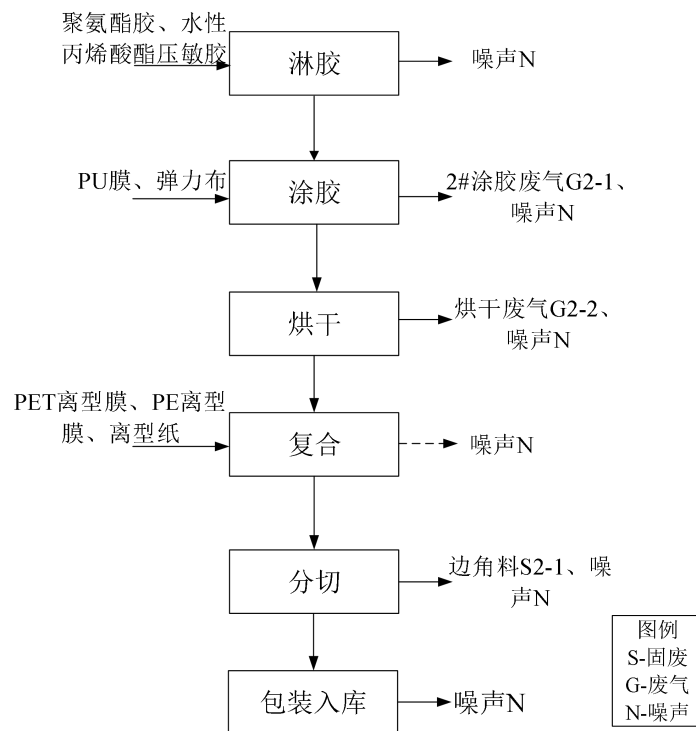 聚氨酯胶、水性
丙烯酸酯压敏胶
淋胶
噪声N
PU膜、弹力布
涂胶
2#涂胶废气G2-1、
噪声N
烘干
烘干废气G2-2、
噪声N
PET离型膜、PE离型
膜、离型纸
复合
噪声N
分切
边角料S2-1、噪
声N
包装入库
噪声N
图例
S-固废
G-废气
N-噪声